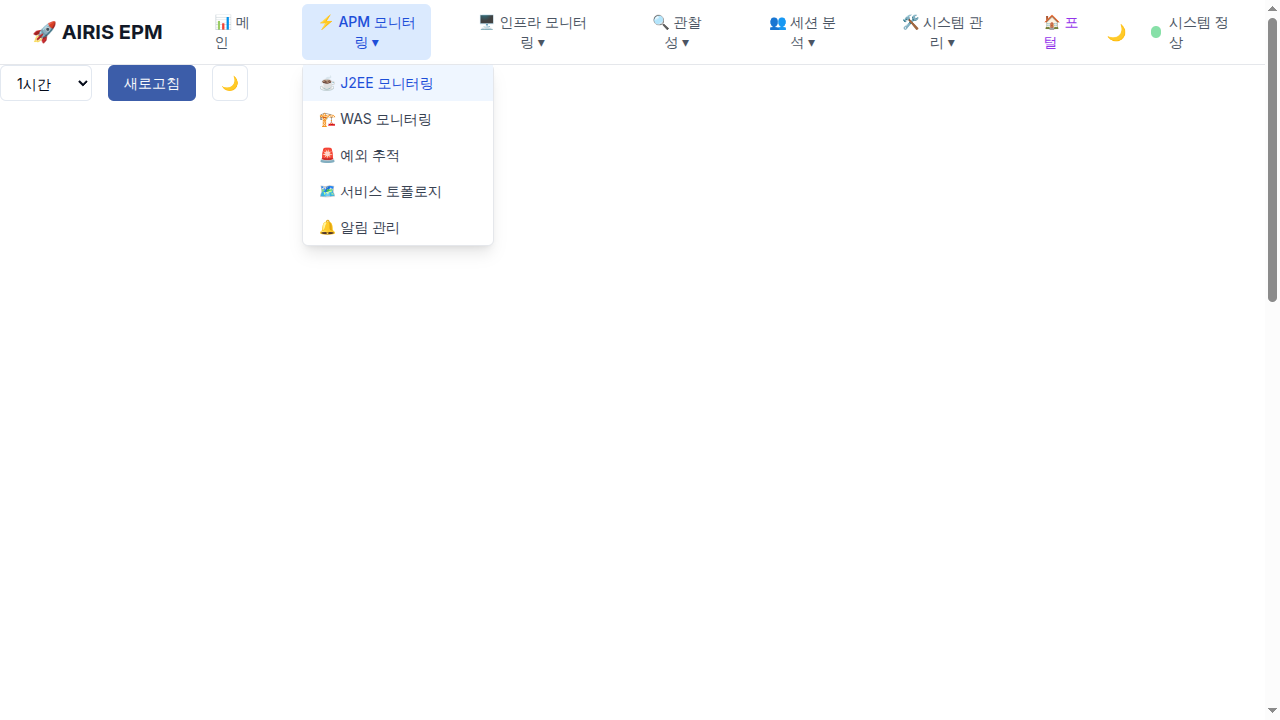 🚀 AIRIS EPM
📊 메
인
⚡ APM 모니터
링 ▾
🖥️ 인프라 모니터
링 ▾
🔍 관찰
성 ▾
👥 세션 분
석 ▾
🛠️ 시스템 관
리 ▾
🏠 포
털
🌙
시스템 정
상
1시간
새로고침
🌙
☕ J2EE 모니터링
🏗️ WAS 모니터링
🚨 예외 추적
🗺️ 서비스 토폴로지
🔔 알림 관리